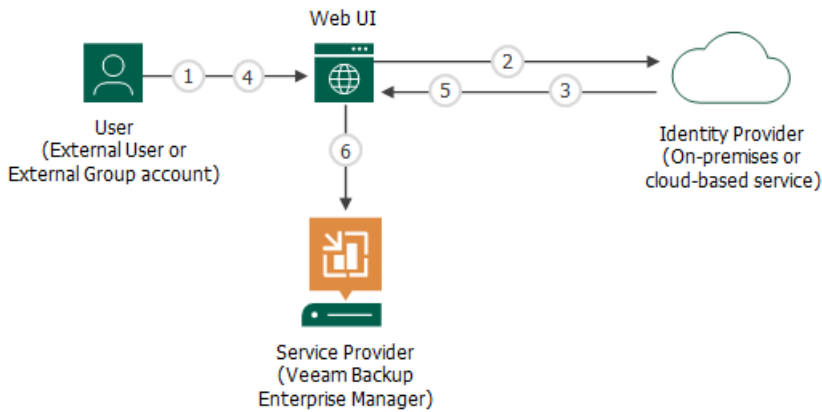 Web UI
1
4
2
5
3
6
User
(External User or
External Group account)
Identity Provider
(On-premises or
cloud-based service)
Service Provider
(Veeam Backup
Enterprise Manager)